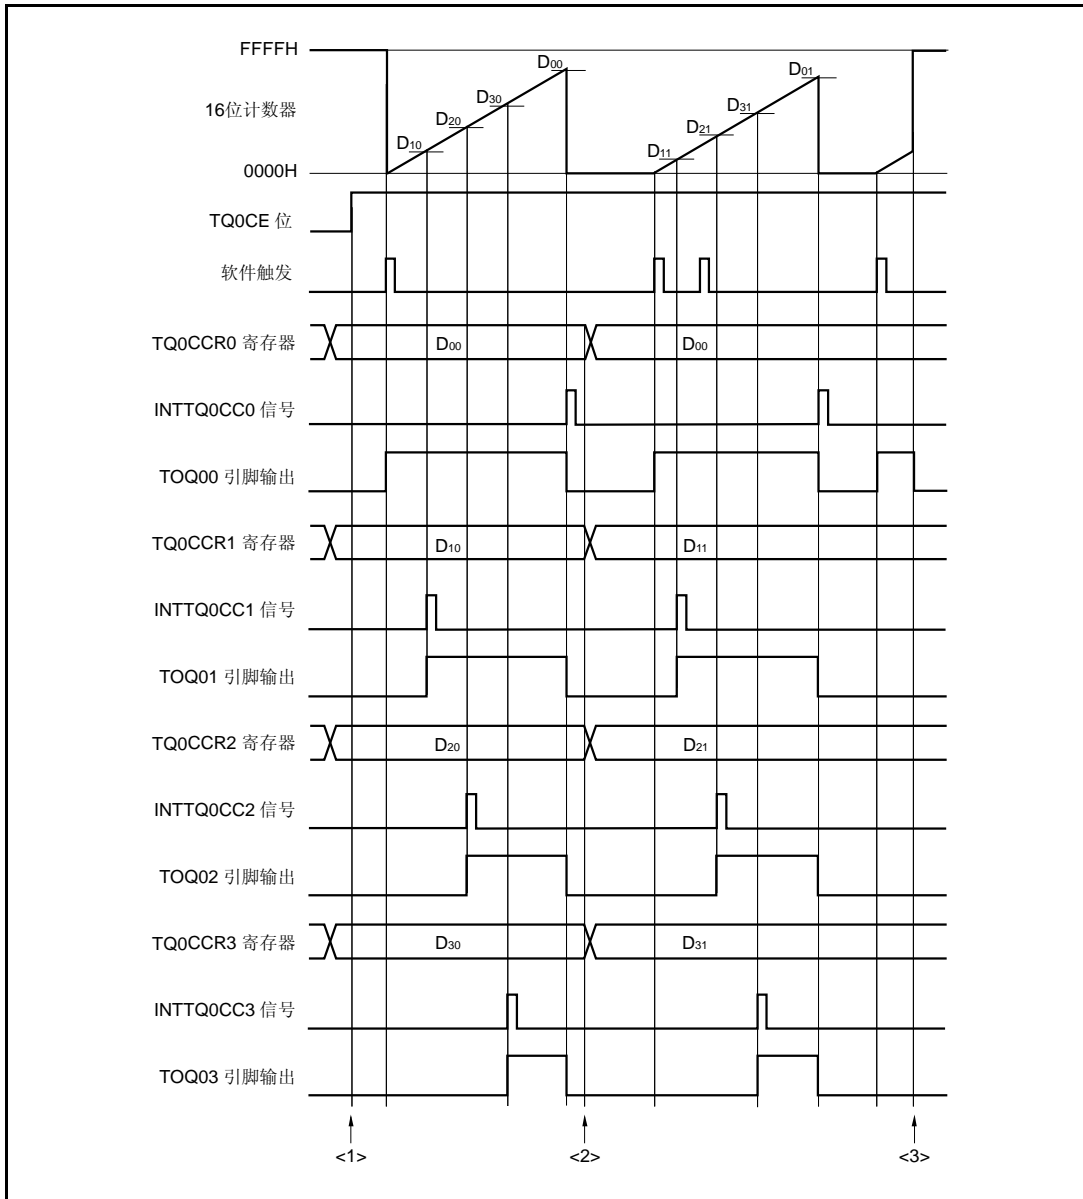 FFFFH
D00
D01
D30
D31
16位计数器
D20
D21
D10
D11
0000H
TQ0CE 位
软件触发
TQ0CCR0 寄存器
D00
D00
INTTQ0CC0 信号
TOQ00 引脚输出
TQ0CCR1 寄存器
D10
D11
INTTQ0CC1 信号
TOQ01 引脚输出
TQ0CCR2 寄存器
D20
D21
INTTQ0CC2 信号
TOQ02 引脚输出
TQ0CCR3 寄存器
D30
D31
INTTQ0CC3 信号
TOQ03 引脚输出
<1>
<2>
<3>